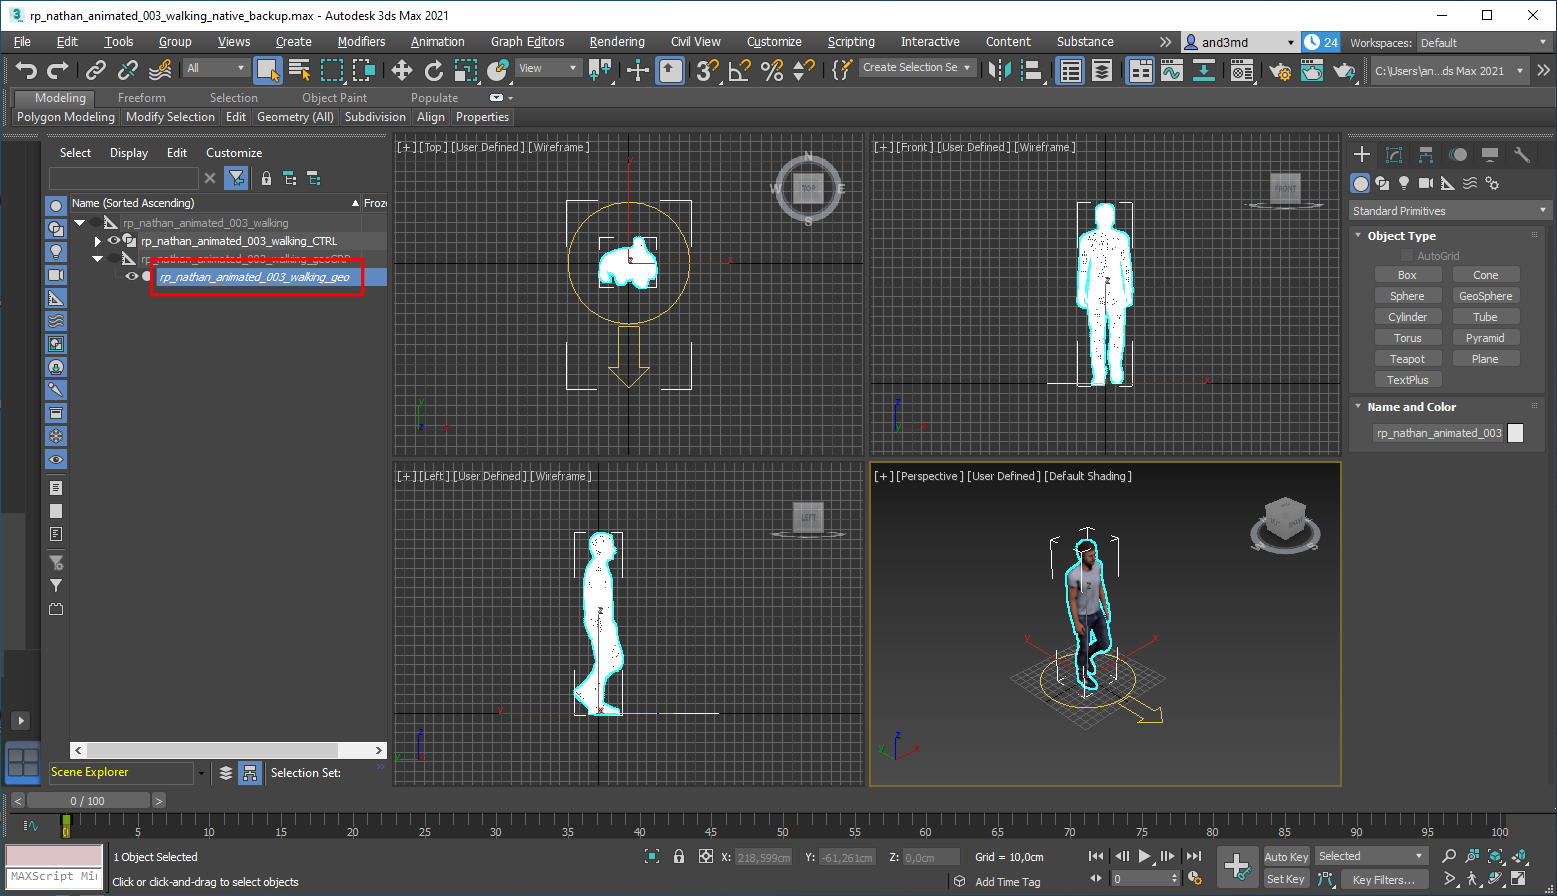 rp_nathan_animated_003_walking_native_backup.max - Autodesk 3ds Max 2021
File Edit Tools Group Views Create Modifiers Animation Graph Editors Rendering Civil View Customize Scripting Interactive Content Substance and3md 24 Workspaces: Default
All View Create Selection Se C:\Users\an...ds Max 2021
Modeling Freeform Selection Object Paint Populate
Polygon Modeling Modify Selection Edit Geometry (All) Subdivision Align Properties
Select Display Edit Customize
Name (Sorted Ascending) Froze
rp_nathan_animated_003_walking
rp_nathan_animated_003_walking_CTRL
rp_nathan_animated_003_walking_geoGRP
rp_nathan_animated_003_walking_geo
Scene Explorer Selection Set:
[+] [Top] [User Defined] [Wireframe]
N
W TOP E
S
y
x
y
z x
[+] [Front] [User Defined] [Wireframe]
FRONT
x
z
y x
[+] [Left] [User Defined] [Wireframe]
LEFT
y x
z
y x
[+] [Perspective] [User Defined] [Default Shading]
y x
z
y x
Standard Primitives
Object Type
AutoGrid
Box Cone
Sphere GeoSphere
Cylinder Tube
Torus Pyramid
Teapot Plane
TextPlus
Name and Color
rp_nathan_animated_003
< 0 / 100 >
0 5 10 15 20 25 30 35 40 45 50 55 60 65 70 75 80 85 90 95 100
1 Object Selected X: 218,599cm Y: -61,261cm Z: 0,0cm Grid = 10,0cm Auto Key Selected
MAXScript Mi
Click or click-and-drag to select objects Add Time Tag 0 Set Key Key Filters...